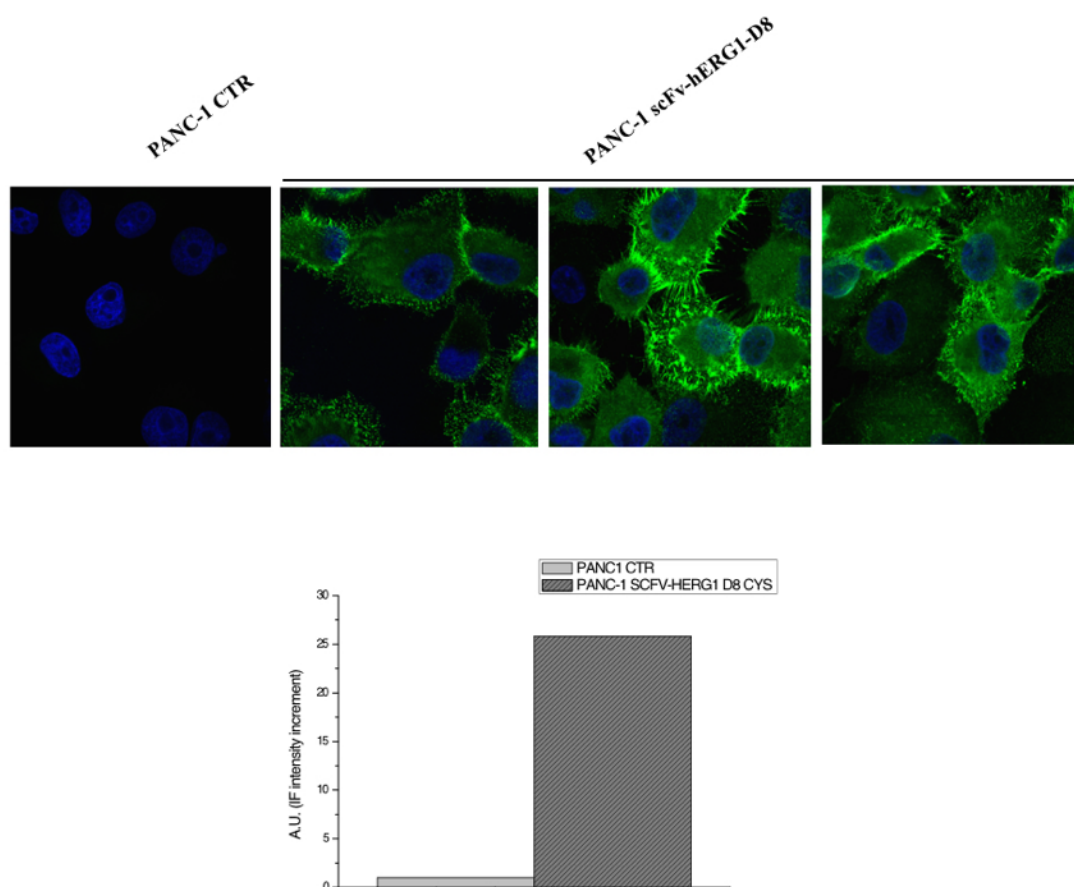 PANC-1 CTR
PANC-1 scFv-hERG1-D8
PANC1 CTR
PANC-1 SCFV-HERG1 D8 CYS
30
25
20
15
10
5
0
A.U. (IF intensity increment)